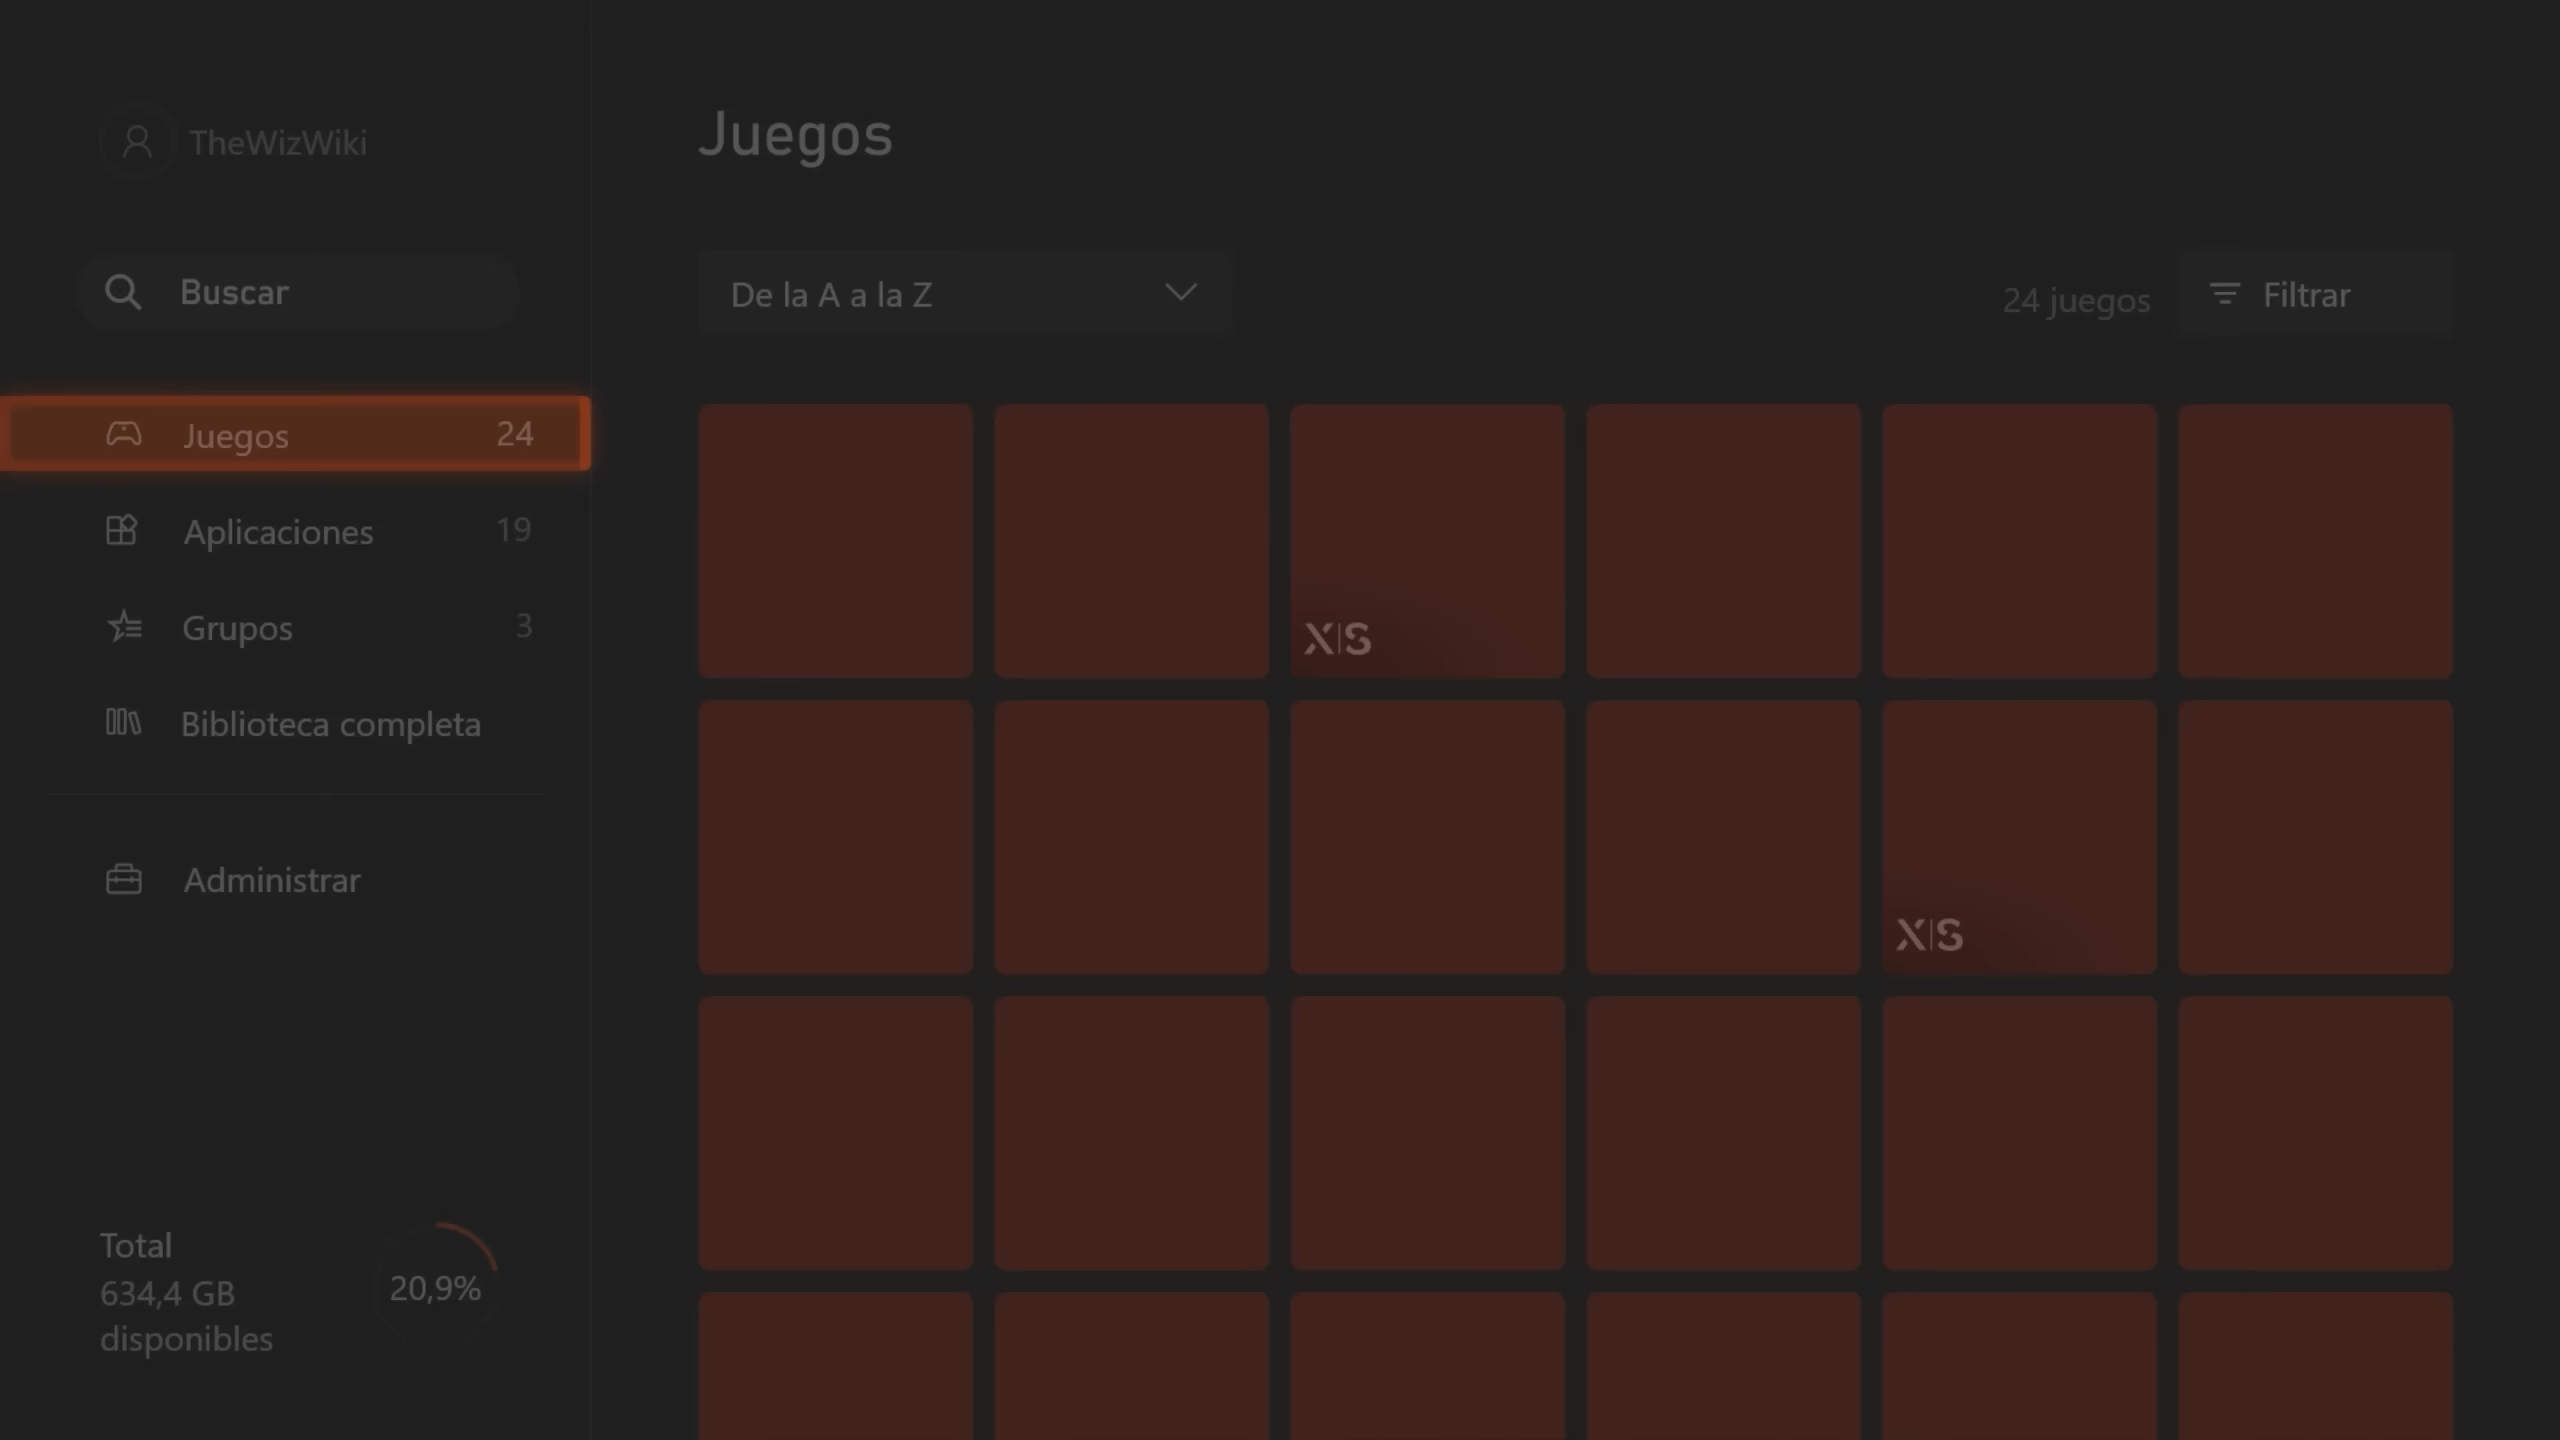 TheWizWiki
Buscar
Juegos 24
Aplicaciones 19
Grupos 3
Biblioteca completa
Administrar
Total
634,4 GB
disponibles
20,9%
Juegos
De la A a la Z
24 juegos
Filtrar
X|S
X|S